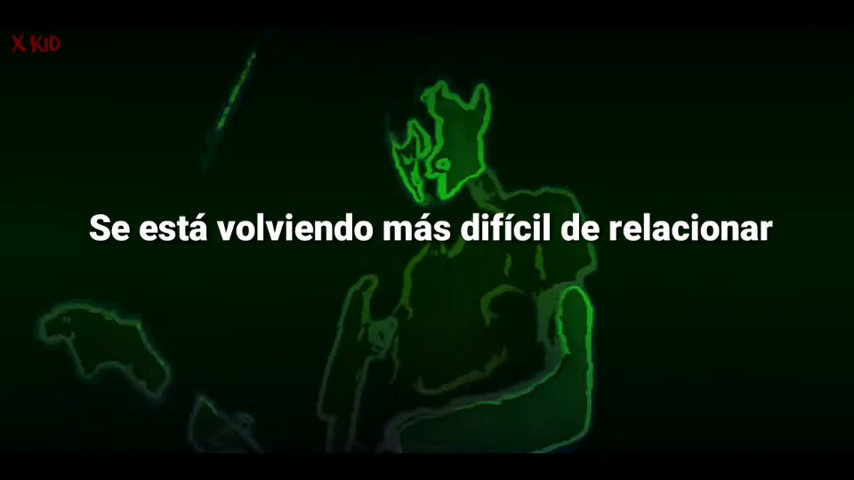 X KID
Se está volviendo más difícil de relacionar